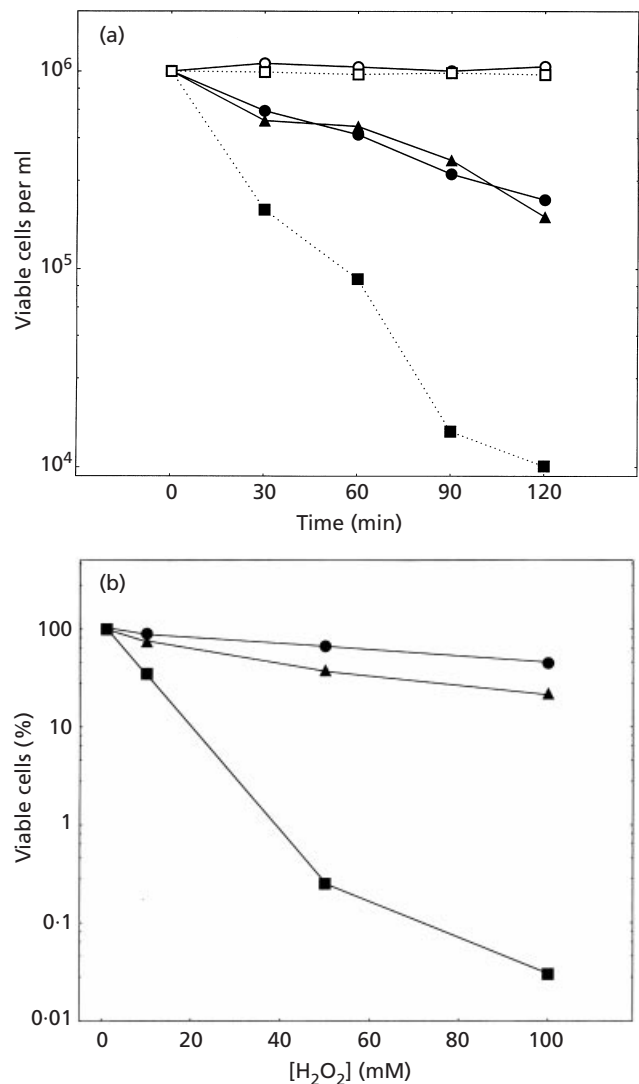 (a)
10⁶
10⁵
10⁴
Viable cells per ml
0 30 60 90 120
Time (min)
(b)
100
10
1
0·1
0·01
Viable cells (%)
0 20 40 60 80 100
[H₂O₂] (mM)